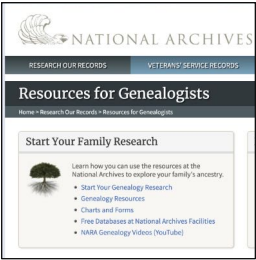 NATIONAL ARCHIVES
RESEARCH OUR RECORDS
VETERANS' SERVICE RECORDS
Resources for Genealogists
Home > Research Our Records > Resources for Genealogists
Start Your Family Research
Learn how you can use the resources at the
National Archives to explore your family's ancestry.
Start Your Genealogy Research
Genealogy Resources
Charts and Forms
Free Databases at National Archives Facilities
NARA Genealogy Videos (YouTube)